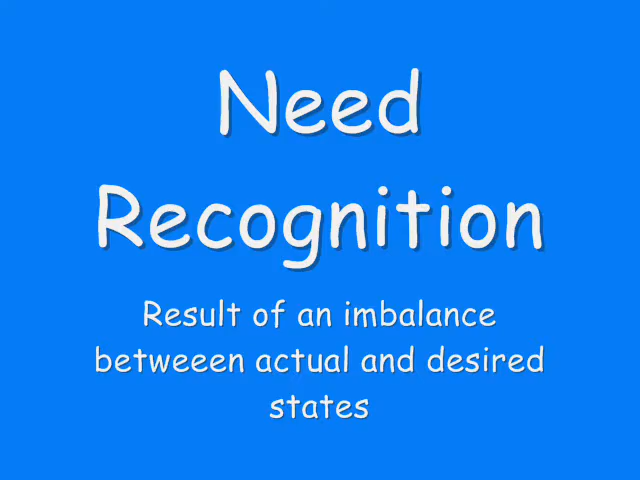 Need
Recognition
Result of an imbalance
betweeen actual and desired
states